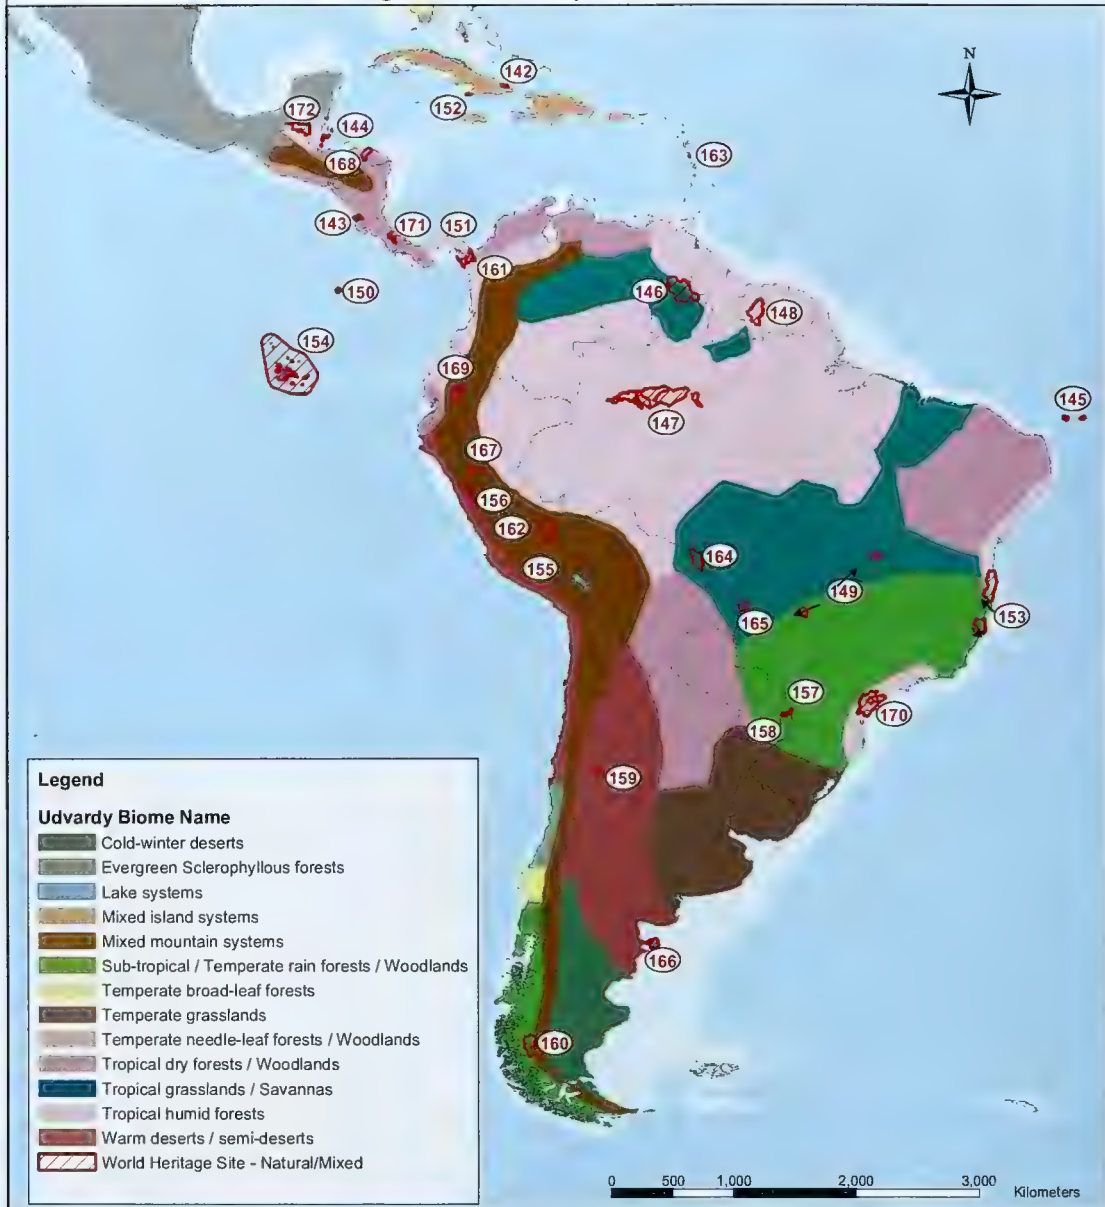 N
142
152
172
144
168
163
143
171
151
161
146
148
150
154
169
147
145
167
156
162
155
164
149
165
153
157
158
170
159
166
160
Legend
Udvardy Biome Name
Cold-winter deserts
Evergreen Sclerophyllous forests
Lake systems
Mixed island systems
Mixed mountain systems
Sub-tropical / Temperate rain forests / Woodlands
Temperate broad-leaf forests
Temperate grasslands
Temperate needle-leaf forests / Woodlands
Tropical dry forests / Woodlands
Tropical grasslands / Savannas
Tropical humid forests
Warm deserts / semi-deserts
World Heritage Site - Natural/Mixed
0 500 1,000 2,000 3,000
Kilometers